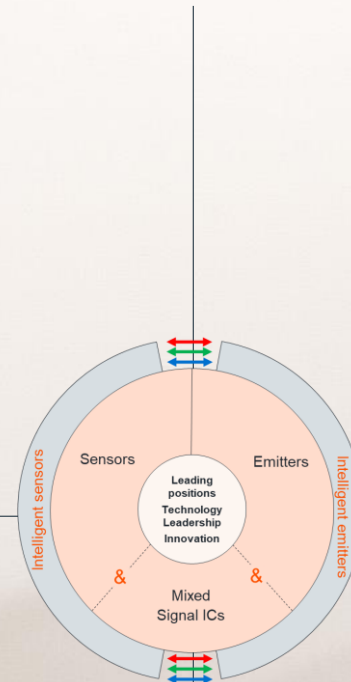 Intelligent sensors
Sensors
Emitters
Intelligent emitters
Leading
positions
Technology
Leadership
Innovation
&
&
Mixed
Signal ICs